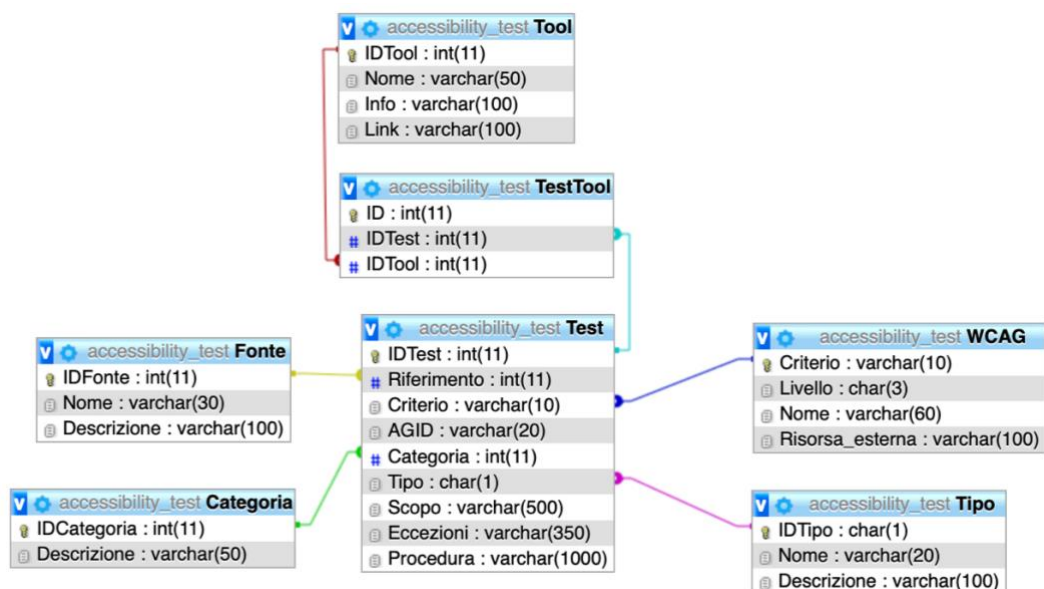 accessibility_test Tool
IDTool : int(11)
Nome : varchar(50)
Info : varchar(100)
Link : varchar(100)
accessibility_test TestTool
ID : int(11)
IDTest : int(11)
IDTool : int(11)
accessibility_test Test
IDTest : int(11)
Riferimento : int(11)
Criterio : varchar(10)
AGID : varchar(20)
Categoria : int(11)
Tipo : char(1)
Scopo : varchar(500)
Eccezioni : varchar(350)
Procedura : varchar(1000)
accessibility_test Fonte
IDFonte : int(11)
Nome : varchar(30)
Descrizione : varchar(100)
accessibility_test Categoria
IDCategoria : int(11)
Descrizione : varchar(50)
accessibility_test WCAG
Criterio : varchar(10)
Livello : char(3)
Nome : varchar(60)
Risorsa_esterna : varchar(100)
accessibility_test Tipo
IDTipo : char(1)
Nome : varchar(20)
Descrizione : varchar(100)